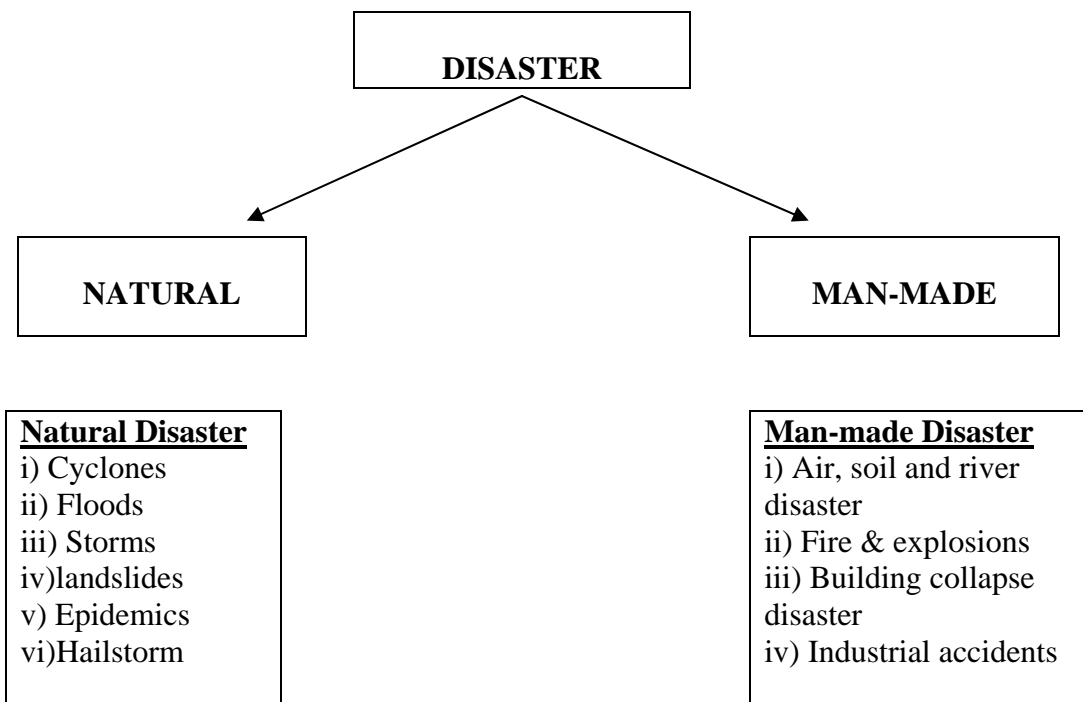 DISASTER
NATURAL
MAN-MADE
Natural Disaster
i) Cyclones
ii) Floods
iii) Storms
iv)landslides
v) Epidemics
vi)Hailstorm
Man-made Disaster
i) Air, soil and river
disaster
ii) Fire & explosions
iii) Building collapse
disaster
iv) Industrial accidents